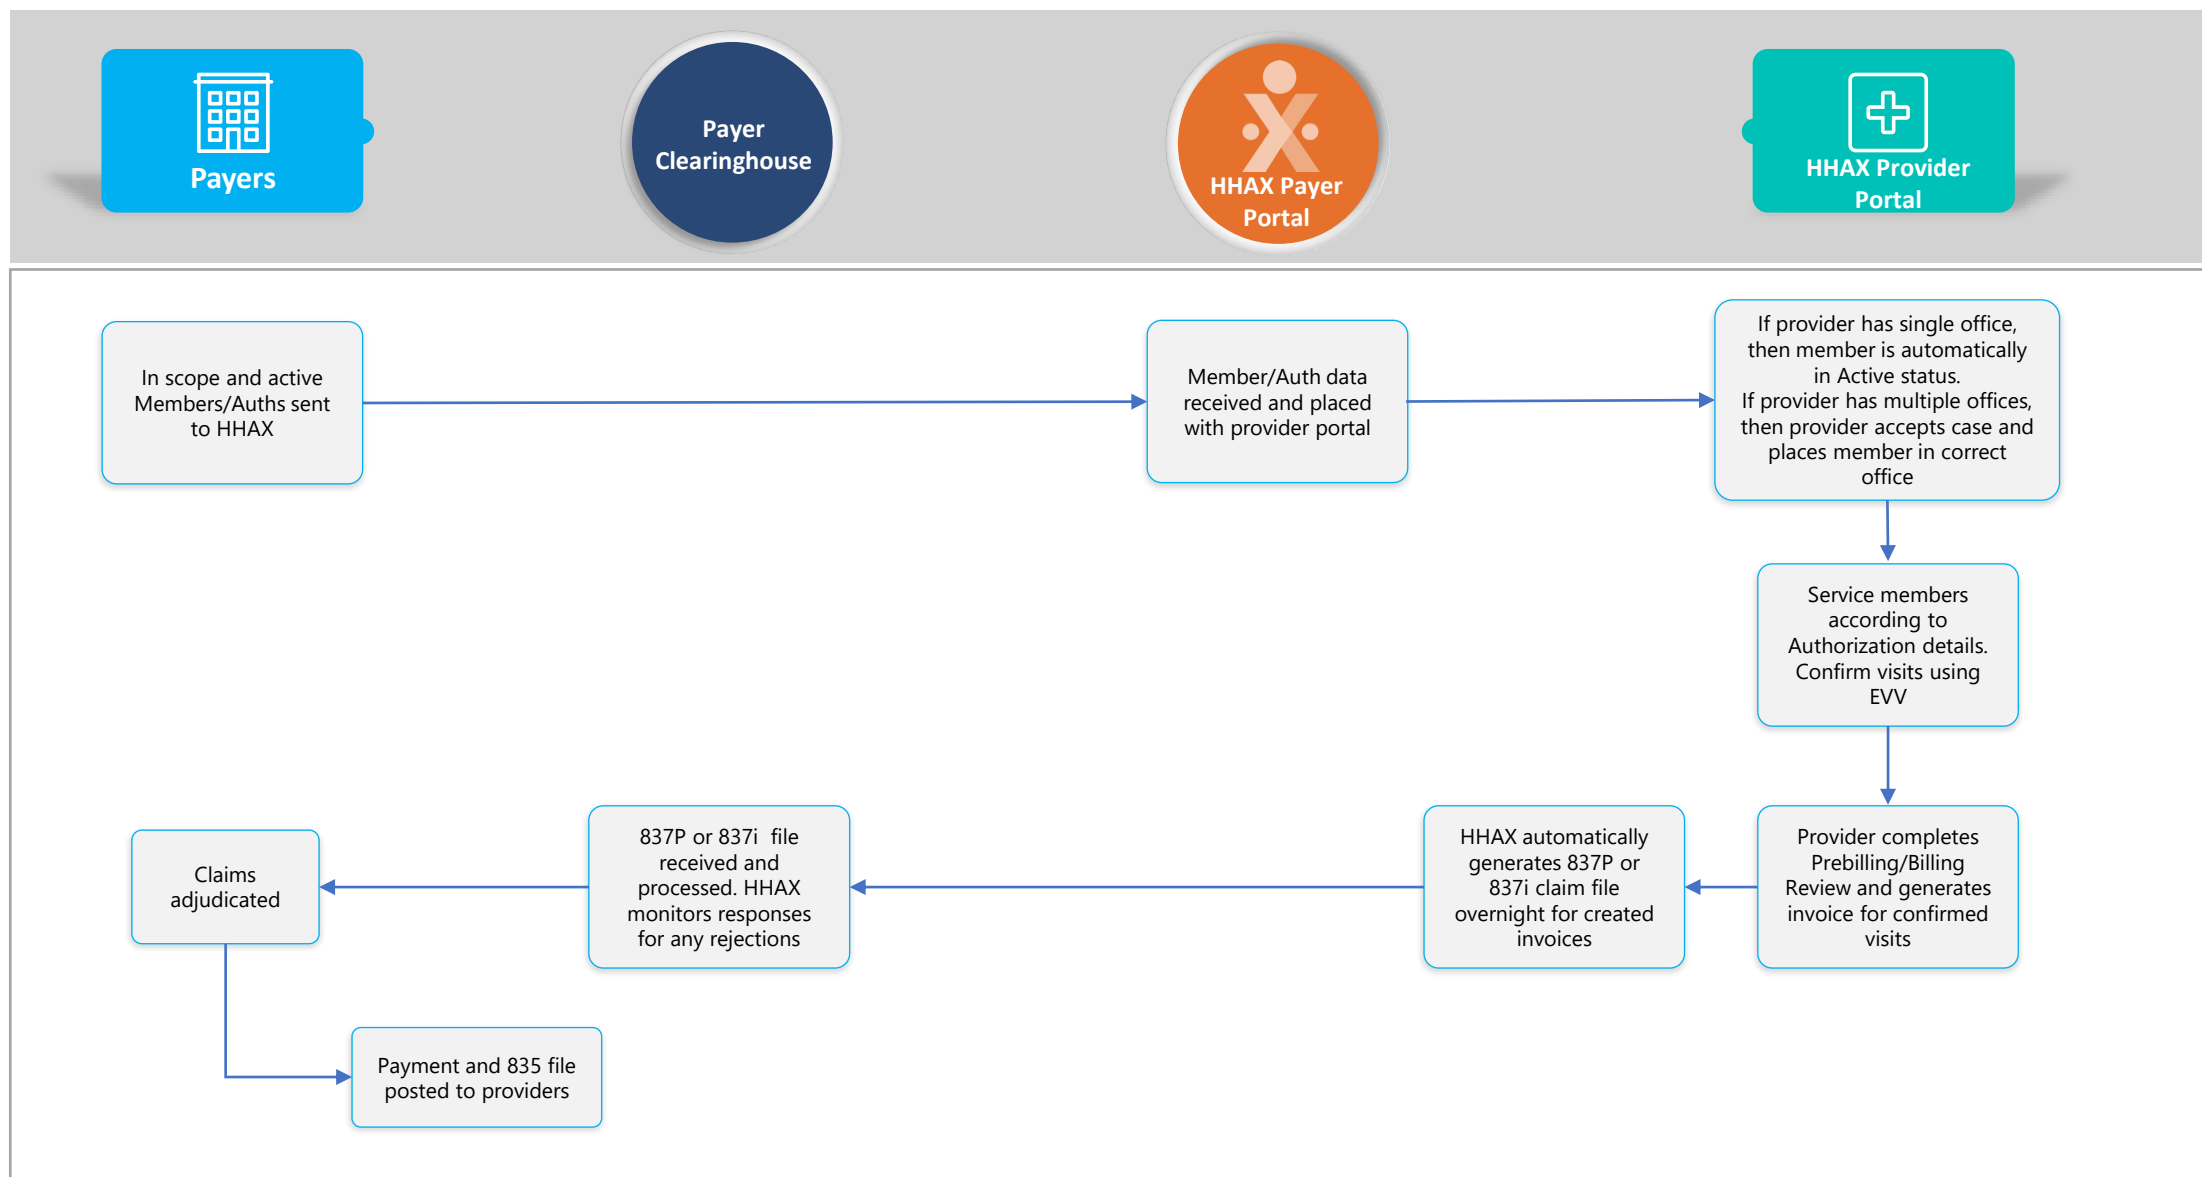 Payers
Payer
Clearinghouse
HHAX Payer
Portal
HHAX Provider
Portal
In scope and active
Members/Auths sent
to HHAX
Member/Auth data
received and placed
with provider portal
If provider has single office,
then member is automatically
in Active status.
If provider has multiple offices,
then provider accepts case and
places member in correct
office
Service members
according to
Authorization details.
Confirm visits using
EVV
Provider completes
Prebilling/Billing
Review and generates
invoice for confirmed
visits
HHAX automatically
generates 837P or
837i claim file
overnight for created
invoices
837P or 837i  file
received and
processed. HHAX
monitors responses
for any rejections
Claims
adjudicated
Payment and 835 file
posted to providers